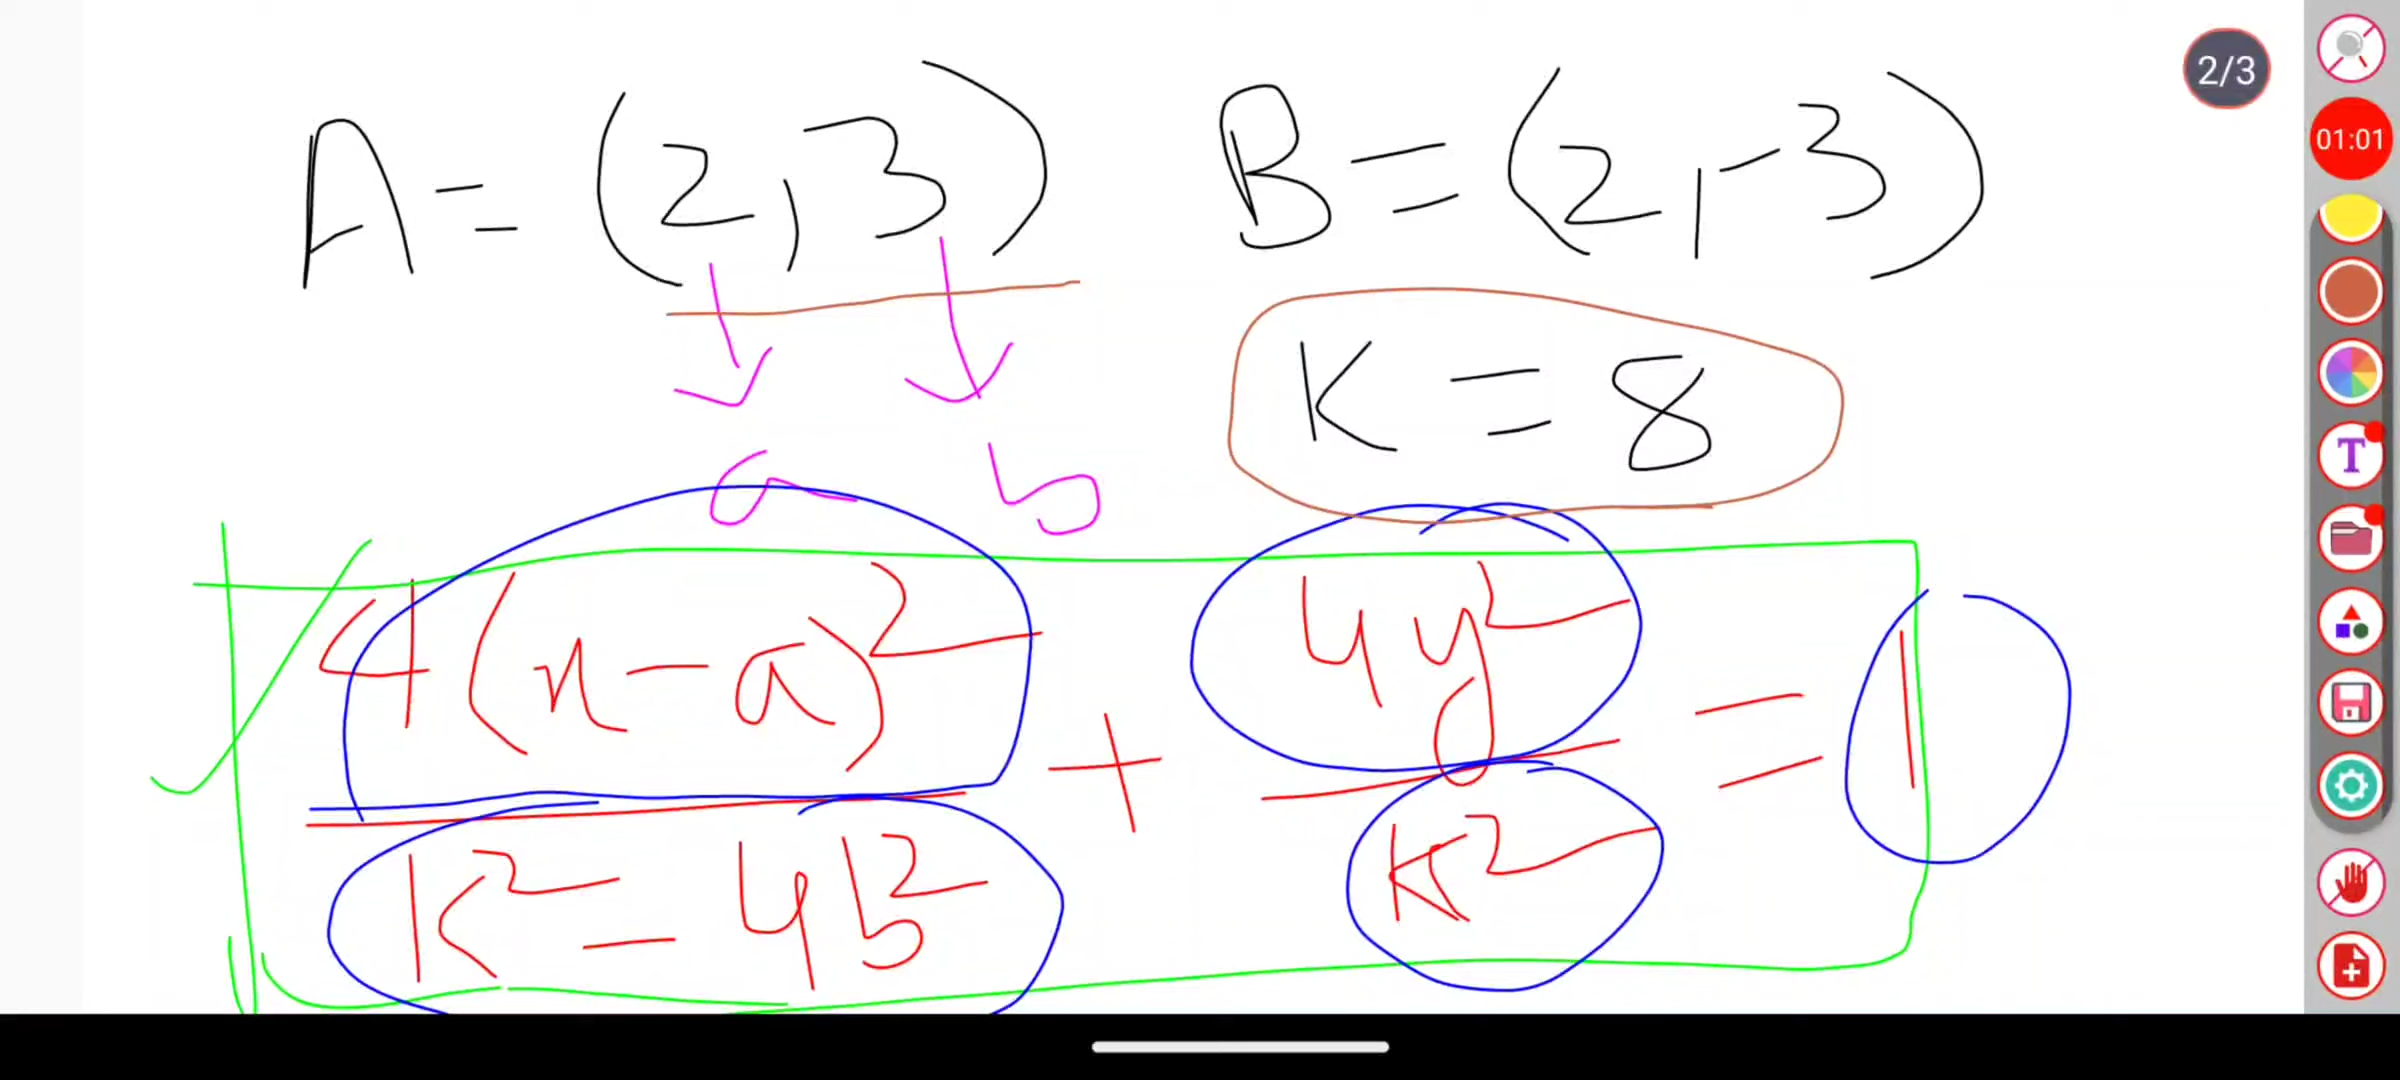 A = (2, 3) B = (2, -3)
2/3
01:01
K = 8
a b
4(x-a)² + 4y² = 1
K² - 4b² K²
T